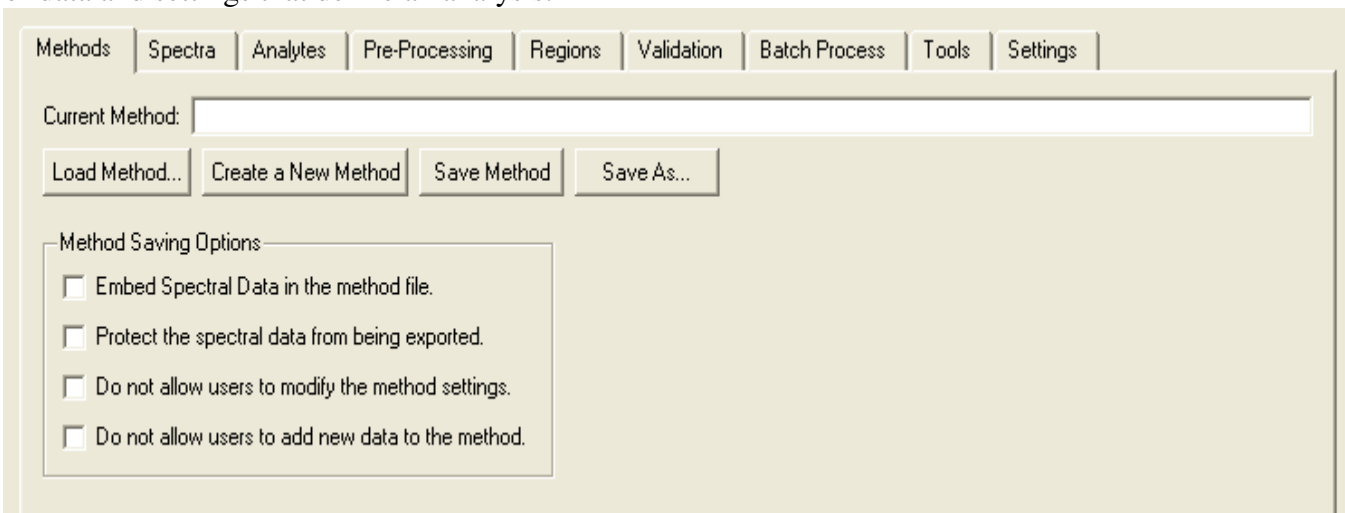 Methods Spectra Analytes Pre-Processing Regions Validation Batch Process Tools Settings
Current Method:
Load Method... Create a New Method Save Method Save As...
Method Saving Options
Embed Spectral Data in the method file.
Protect the spectral data from being exported.
Do not allow users to modify the method settings.
Do not allow users to add new data to the method.